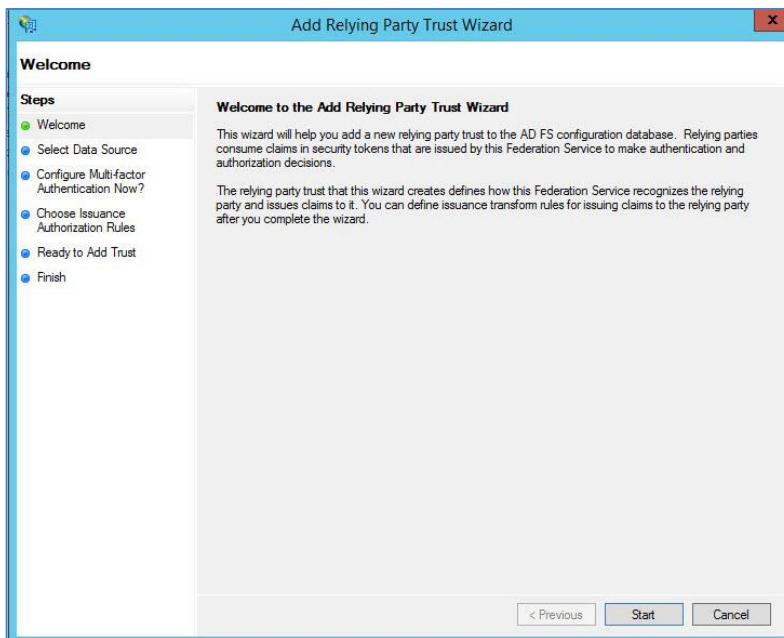 Add Relying Party Trust Wizard
x
Welcome
Steps
Welcome
Select Data Source
Configure Multi-factor
Authentication Now?
Choose Issuance
Authorization Rules
Ready to Add Trust
Finish
Welcome to the Add Relying Party Trust Wizard
This wizard will help you add a new relying party trust to the AD FS configuration database.  Relying parties
consume claims in security tokens that are issued by this Federation Service to make authentication and
authorization decisions.
The relying party trust that this wizard creates defines how this Federation Service recognizes the relying
party and issues claims to it. You can define issuance transform rules for issuing claims to the relying party
after you complete the wizard.
< Previous
Start
Cancel